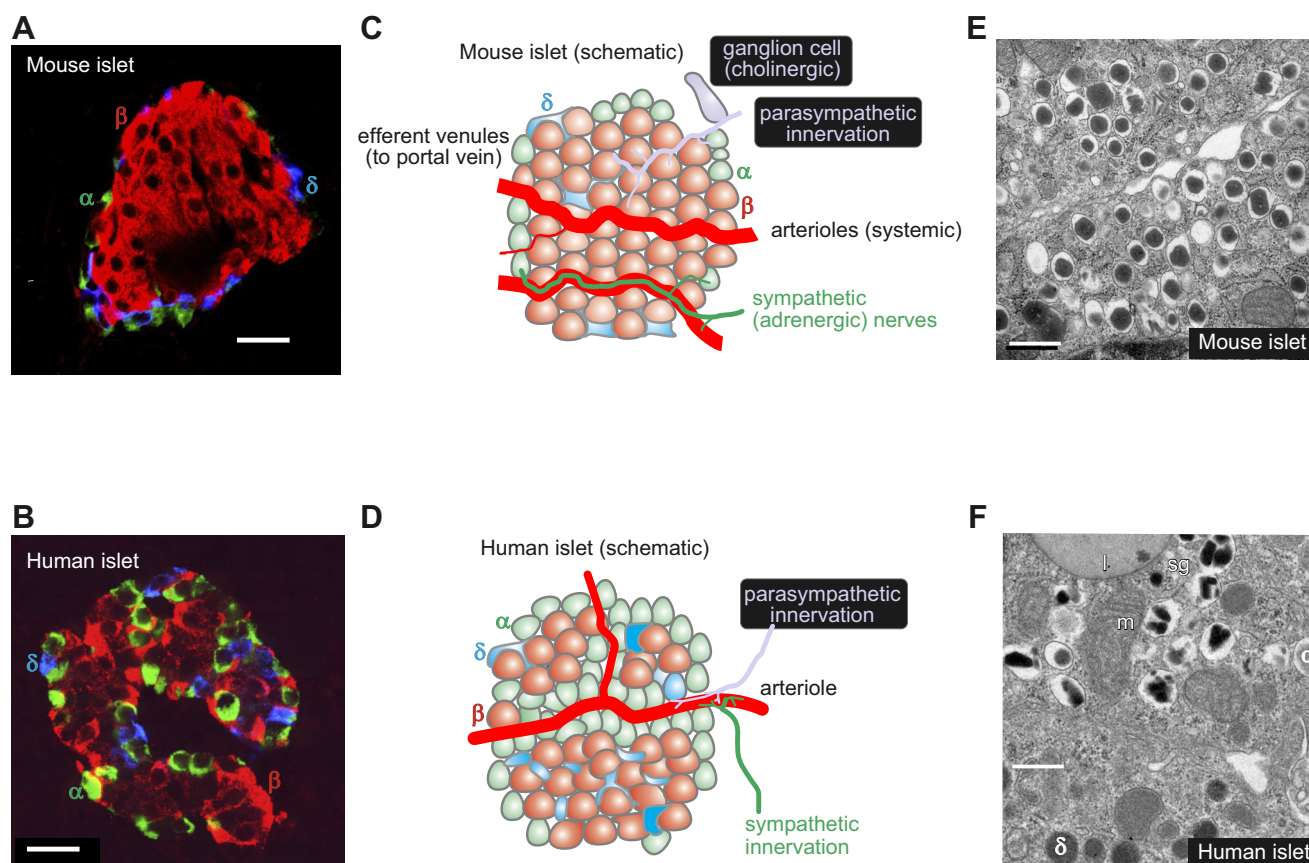 A
Mouse islet
β
α
δ
C
Mouse islet (schematic)
ganglion cell
(cholinergic)
parasympathetic
innervation
δ
efferent venules
(to portal vein)
α
β
arterioles (systemic)
sympathetic
(adrenergic) nerves
E
Mouse islet
B
Human islet
δ
β
α
D
Human islet (schematic)
parasympathetic
innervation
α
δ
arteriole
β
sympathetic
innervation
F
l.
sg
m
δ
Human islet